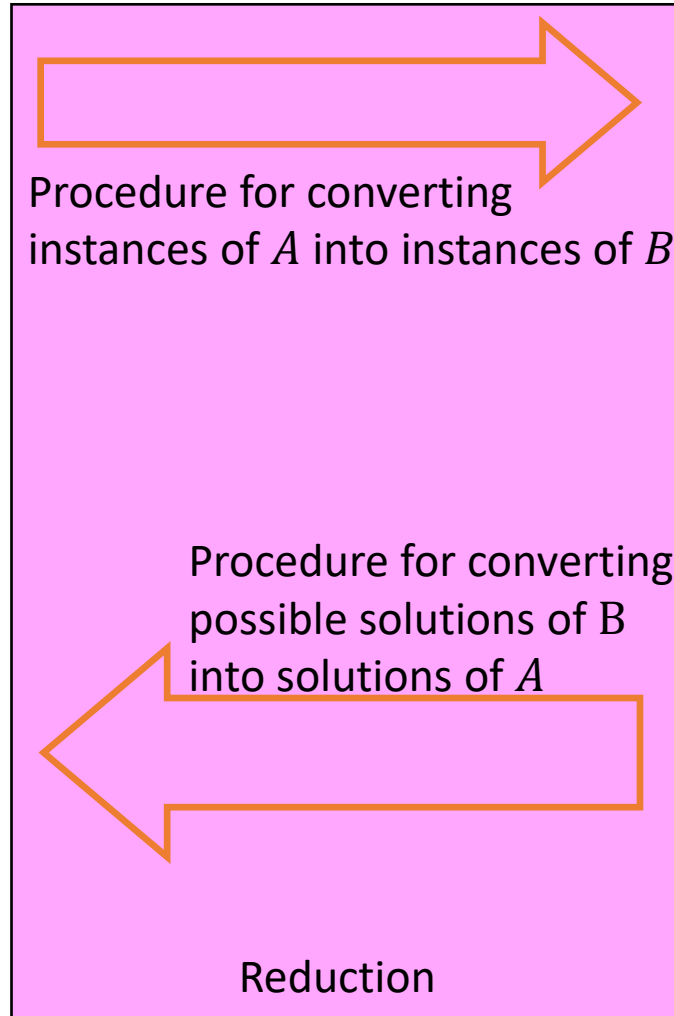 Procedure for converting
instances of A into instances of B
Procedure for converting
possible solutions of B
into solutions of A
Reduction